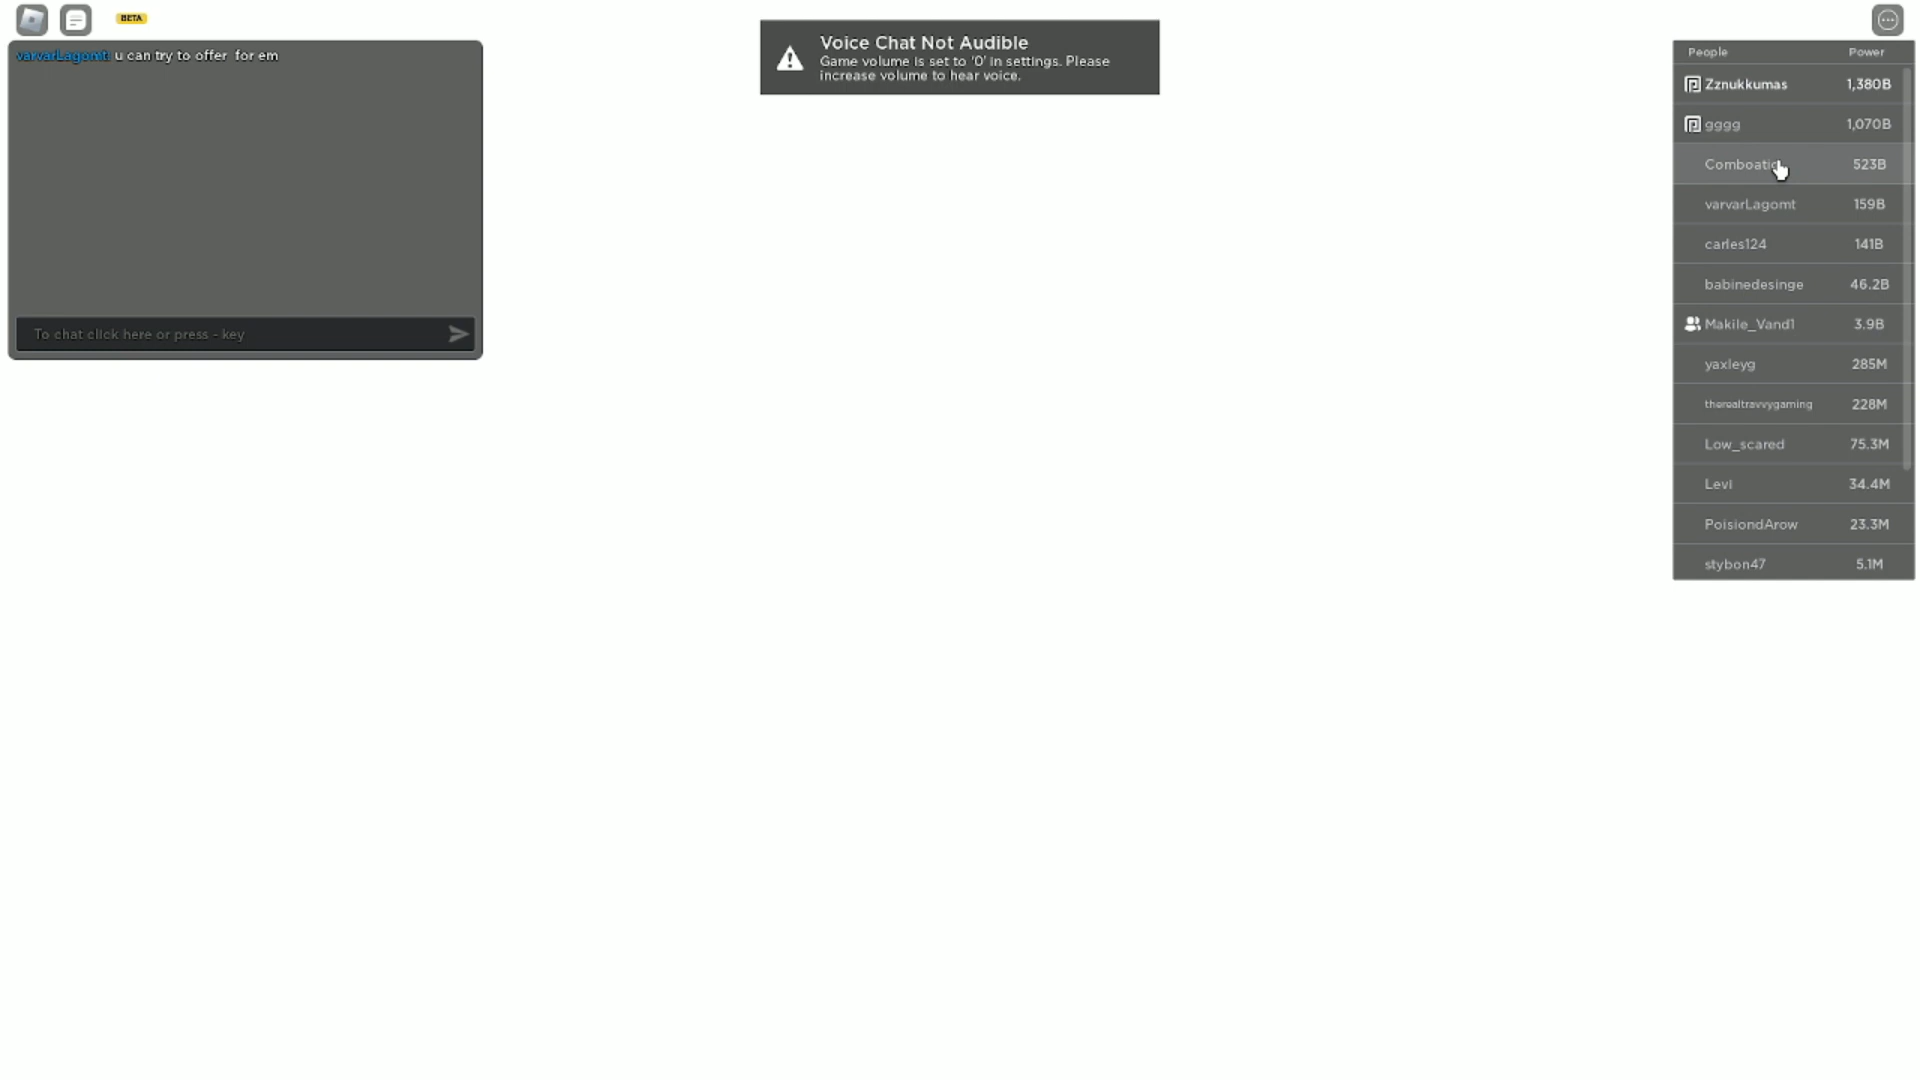 BETA
varvarLagomt: u can try to offer for em
To chat click here or press - key
Voice Chat Not Audible
Game volume is set to '0' in settings. Please
increase volume to hear voice.
People Power
Zznukkumas 1,380B
gggg 1,070B
Comboatic 523B
varvarLagomt 159B
carles124 141B
babinedesinge 46.2B
Makile_Vand1 3.9B
yaxleyg 285M
therealtravvygaming 228M
Low_scared 75.3M
Levi 34.4M
PoisiondArow 23.3M
stybon47 5.1M